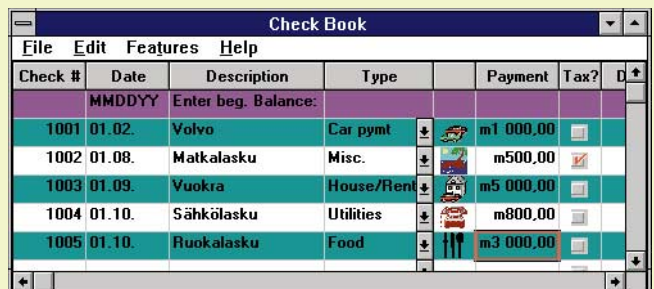 Check Book
File Edit Features Help
Check # Date Description Type Payment Tax? D
MMDDYY Enter beg. Balance:
1001 01.02. Volvo Car pymt m1 000,00
1002 01.08. Matkalasku Misc. m500,00
1003 01.09. Vuokra House/Rent m5 000,00
1004 01.10. Sähkölasku Utilities m800,00
1005 01.10. Ruokalasku Food m3 000,00